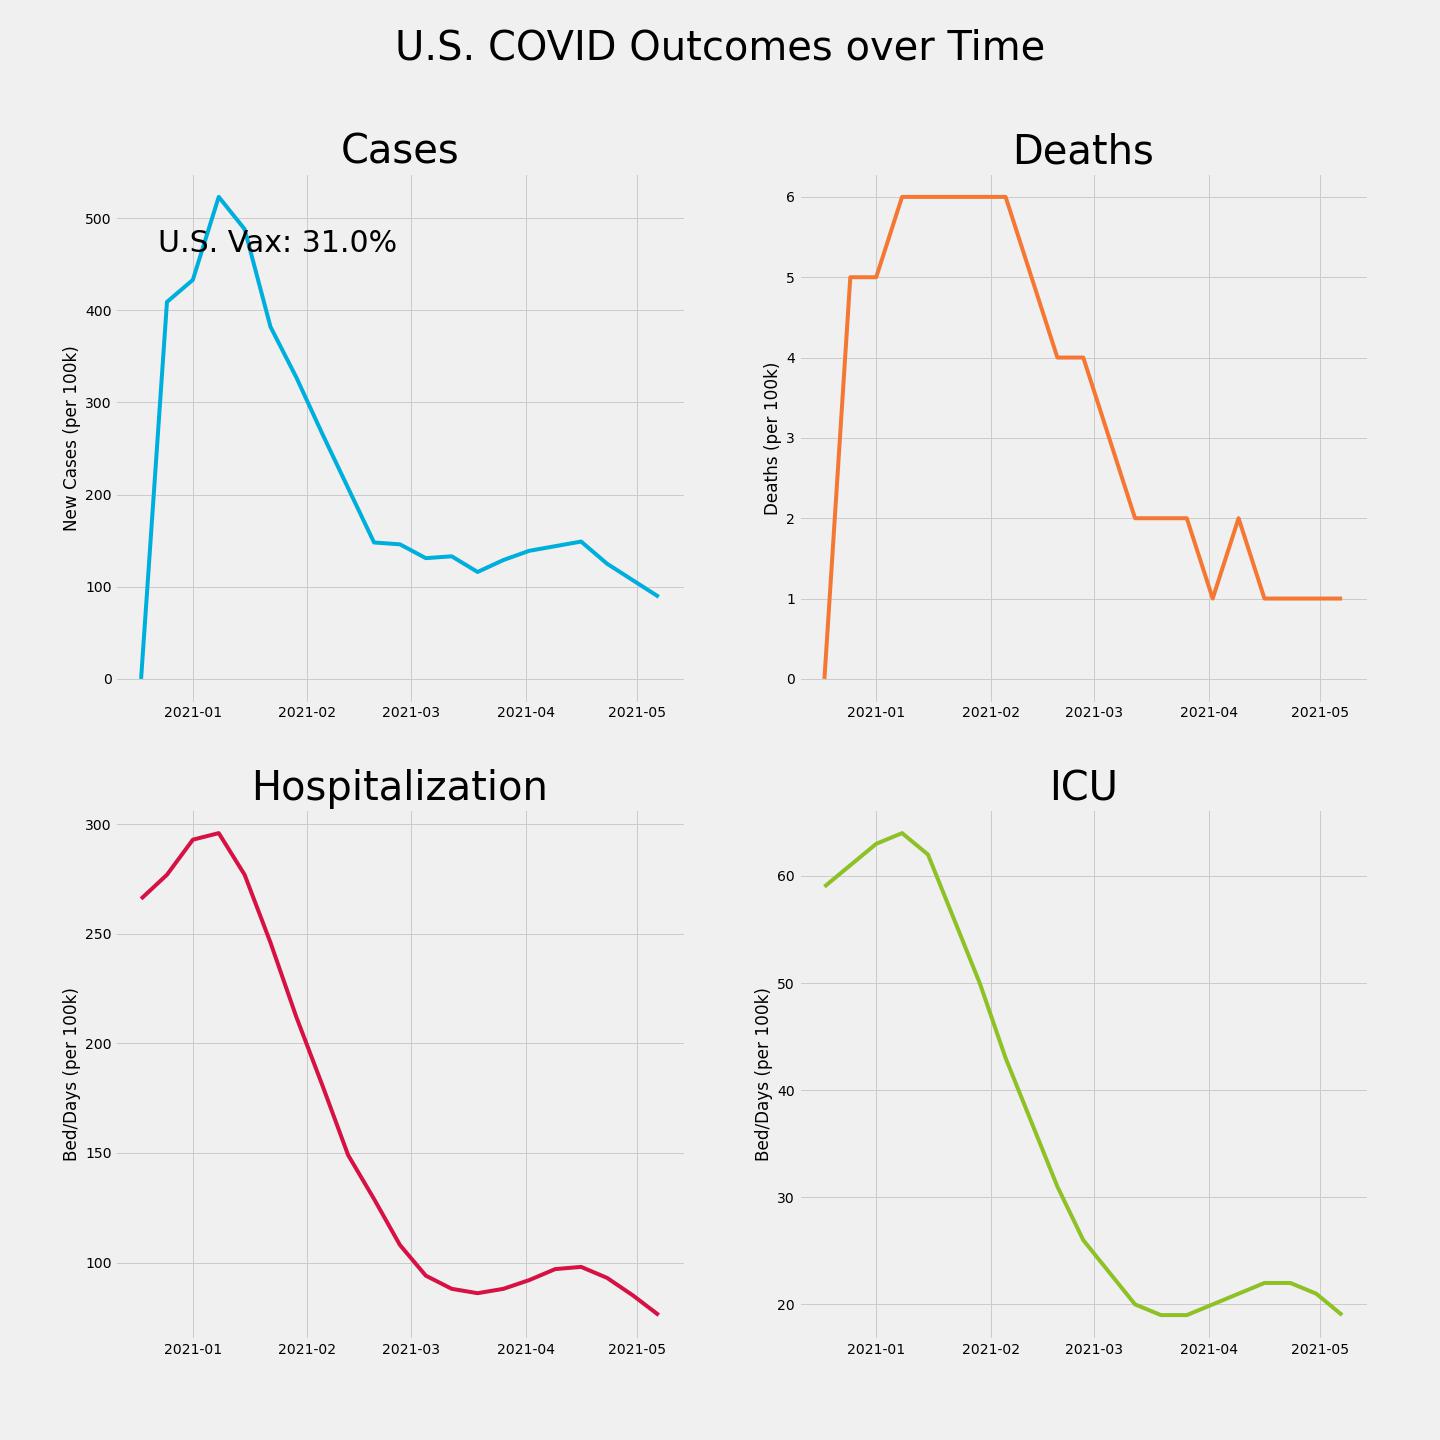 U.S. COVID Outcomes over Time
Cases
U.S. Vax: 31.0%
New Cases (per 100k)
500
400
300
200
100
0
2021-01 2021-02 2021-03 2021-04 2021-05
Deaths
Deaths (per 100k)
6
5
4
3
2
1
0
2021-01 2021-02 2021-03 2021-04 2021-05
Hospitalization
Bed/Days (per 100k)
300
250
200
150
100
2021-01 2021-02 2021-03 2021-04 2021-05
ICU
Bed/Days (per 100k)
60
50
40
30
20
2021-01 2021-02 2021-03 2021-04 2021-05